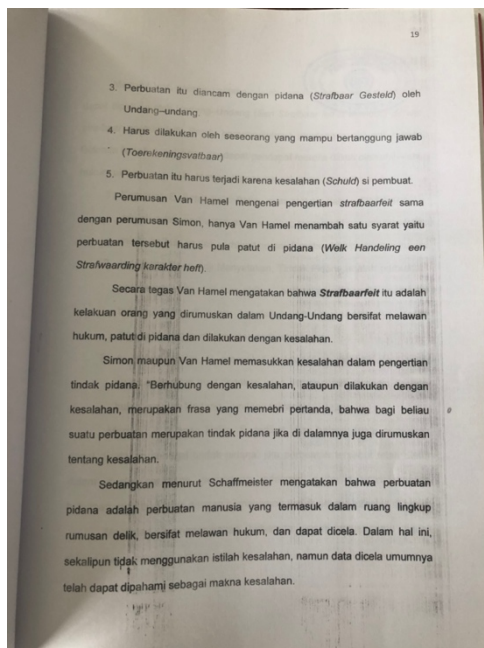 19
3. Perbuatan itu diancam dengan pidana (Strafbaar Gesteld) oleh
Undang–undang
4. Harus dilakukan oleh seseorang yang mampu bertanggung jawab
(Toerekeningsvatbaar)
5. Perbuatan itu harus terjadi karena kesalahan (Schuld) si pembuat.
Perumusan Van Hamel mengenai pengertian strafbaarfeit sama
dengan perumusan Simon, hanya Van Hamel menambah satu syarat yaitu
perbuatan tersebut harus pula patut di pidana (Welk Handeling een
Strafwaarding karakter heft).
Secara tegas Van Hamel mengatakan bahwa Strafbaarfeit itu adalah
kelakuan orang yang dirumuskan dalam Undang-Undang bersifat melawan
hukum, patut di pidana dan dilakukan dengan kesalahan.
Simon maupun Van Hamel memasukkan kesalahan dalam pengertian
tindak pidana. "Berhubung dengan kesalahan, ataupun dilakukan dengan
kesalahan, merupakan frasa yang memebri pertanda, bahwa bagi beliau
suatu perbuatan merupakan tindak pidana jika di dalamnya juga dirumuskan
tentang kesalahan.
Sedangkan menurut Schaffmeister mengatakan bahwa perbuatan
pidana adalah perbuatan manusia yang termasuk dalam ruang lingkup
rumusan delik, bersifat melawan hukum, dan dapat dicela. Dalam hal ini,
sekalipun tidak menggunakan istilah kesalahan, namun data dicela umumnya
telah dapat dipahami sebagai makna kesalahan.